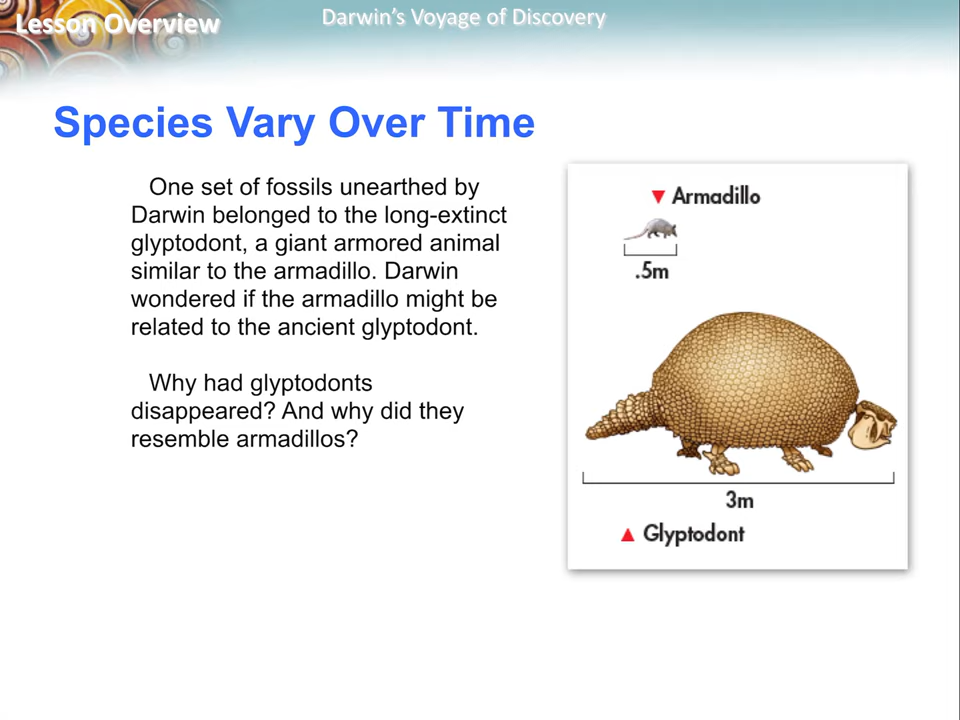 Lesson Overview
Darwin's Voyage of Discovery
Species Vary Over Time
One set of fossils unearthed by
Darwin belonged to the long-extinct
glyptodont, a giant armored animal
similar to the armadillo. Darwin
wondered if the armadillo might be
related to the ancient glyptodont.
Why had glyptodonts
disappeared? And why did they
resemble armadillos?
Armadillo
.5m
3m
Glyptodont